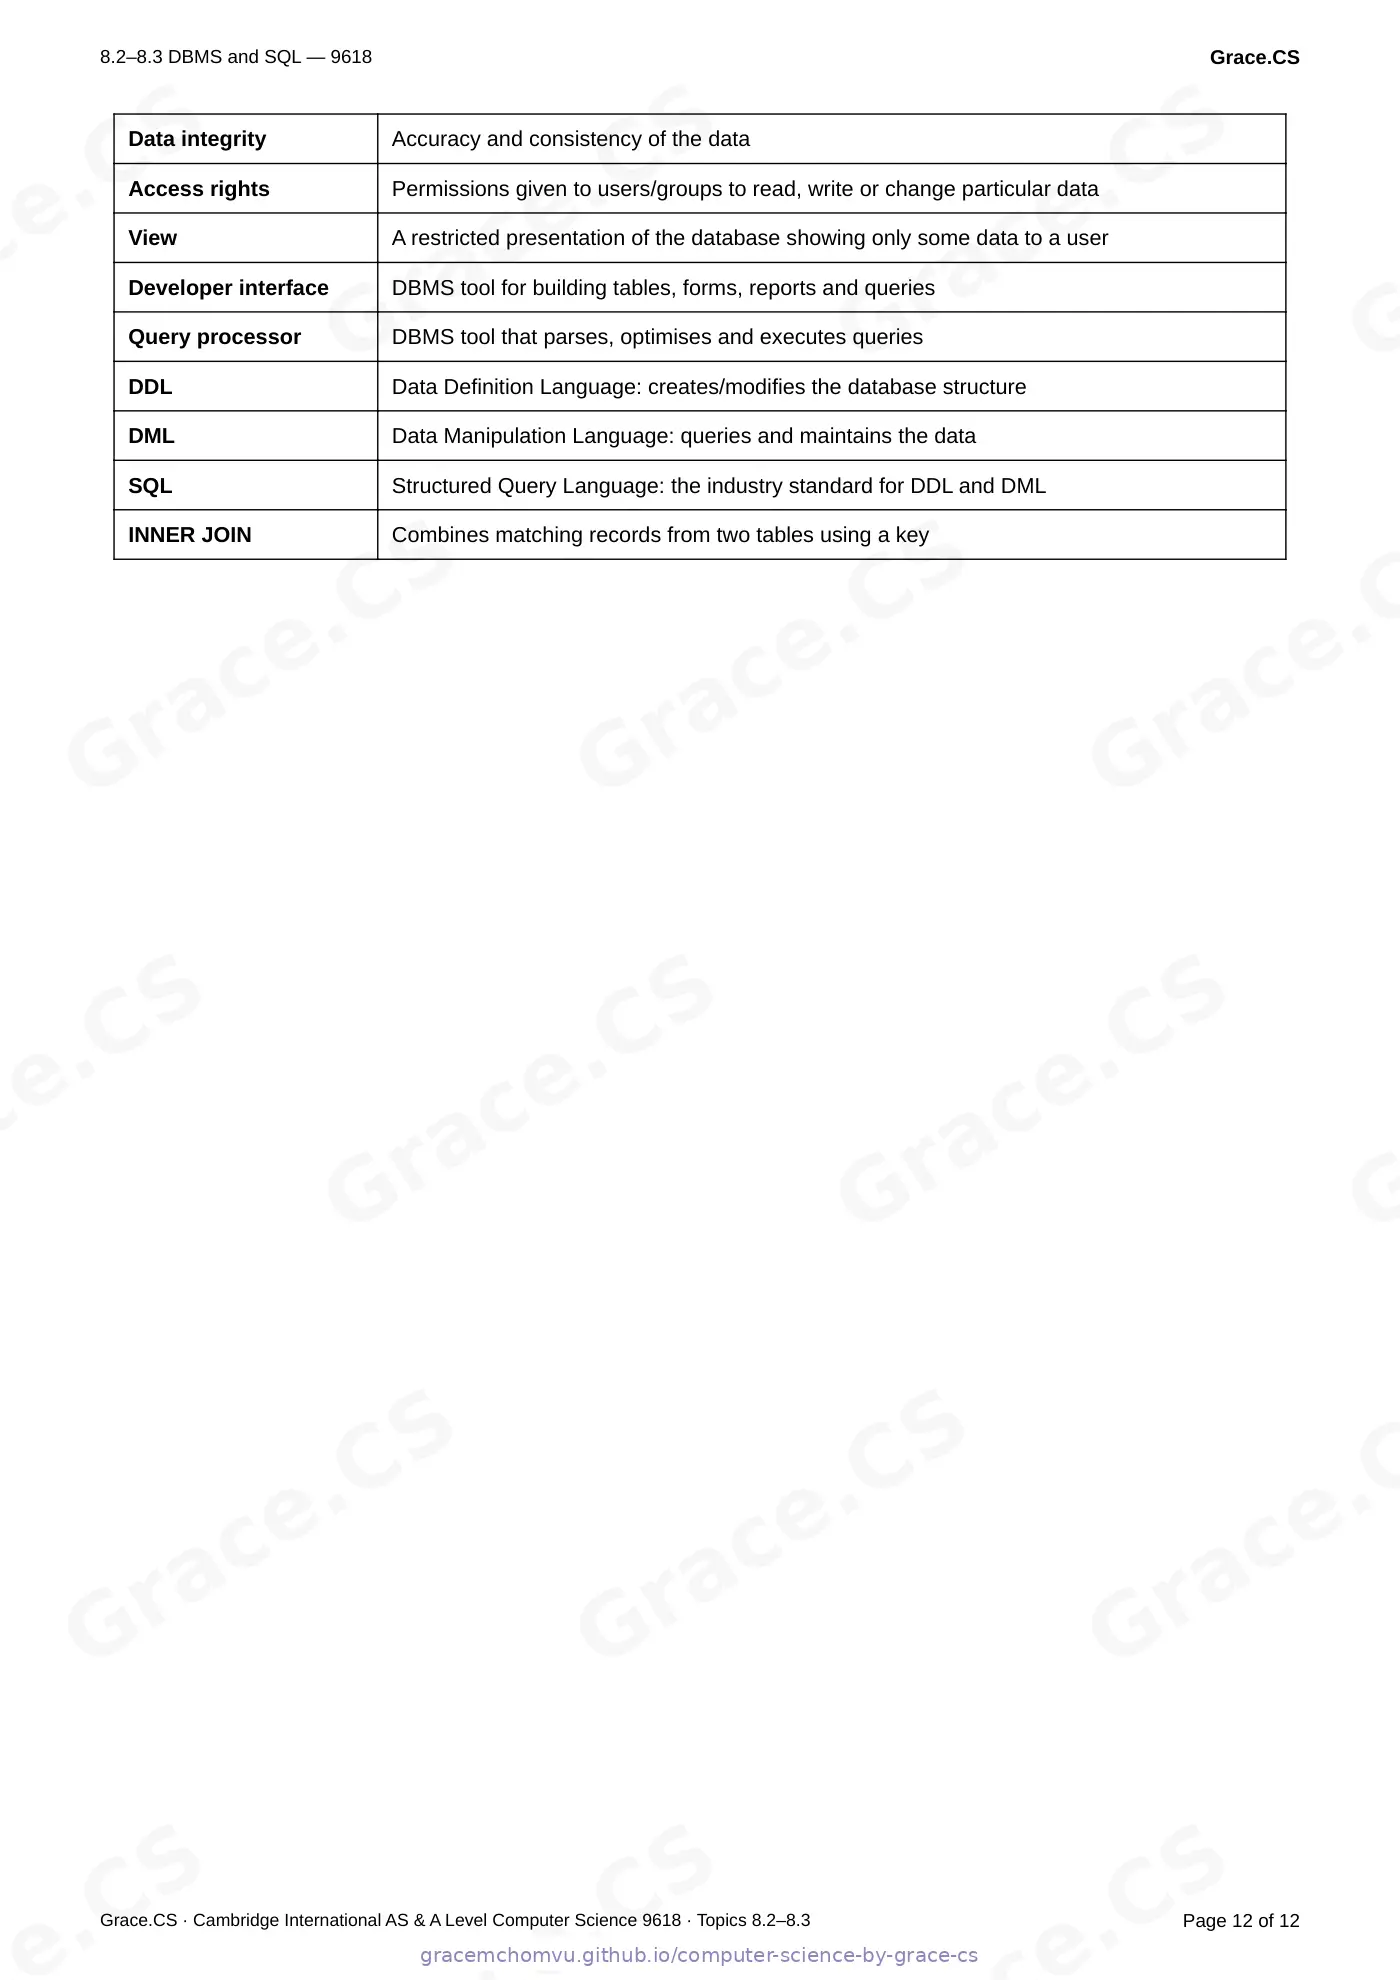 8.2–8.3 DBMS and SQL — 9618 Grace.CS
Data integrity Accuracy and consistency of the data
Access rights Permissions given to users/groups to read, write or change particular data
View A restricted presentation of the database showing only some data to a user
Developer interface DBMS tool for building tables, forms, reports and queries
Query processor DBMS tool that parses, optimises and executes queries
DDL Data Definition Language: creates/modifies the database structure
DML Data Manipulation Language: queries and maintains the data
SQL Structured Query Language: the industry standard for DDL and DML
INNER JOIN Combines matching records from two tables using a key
Grace.CS · Cambridge International AS & A Level Computer Science 9618 · Topics 8.2–8.3 Page 12 of 12
gracemchomvu.github.io/computer-science-by-grace-cs